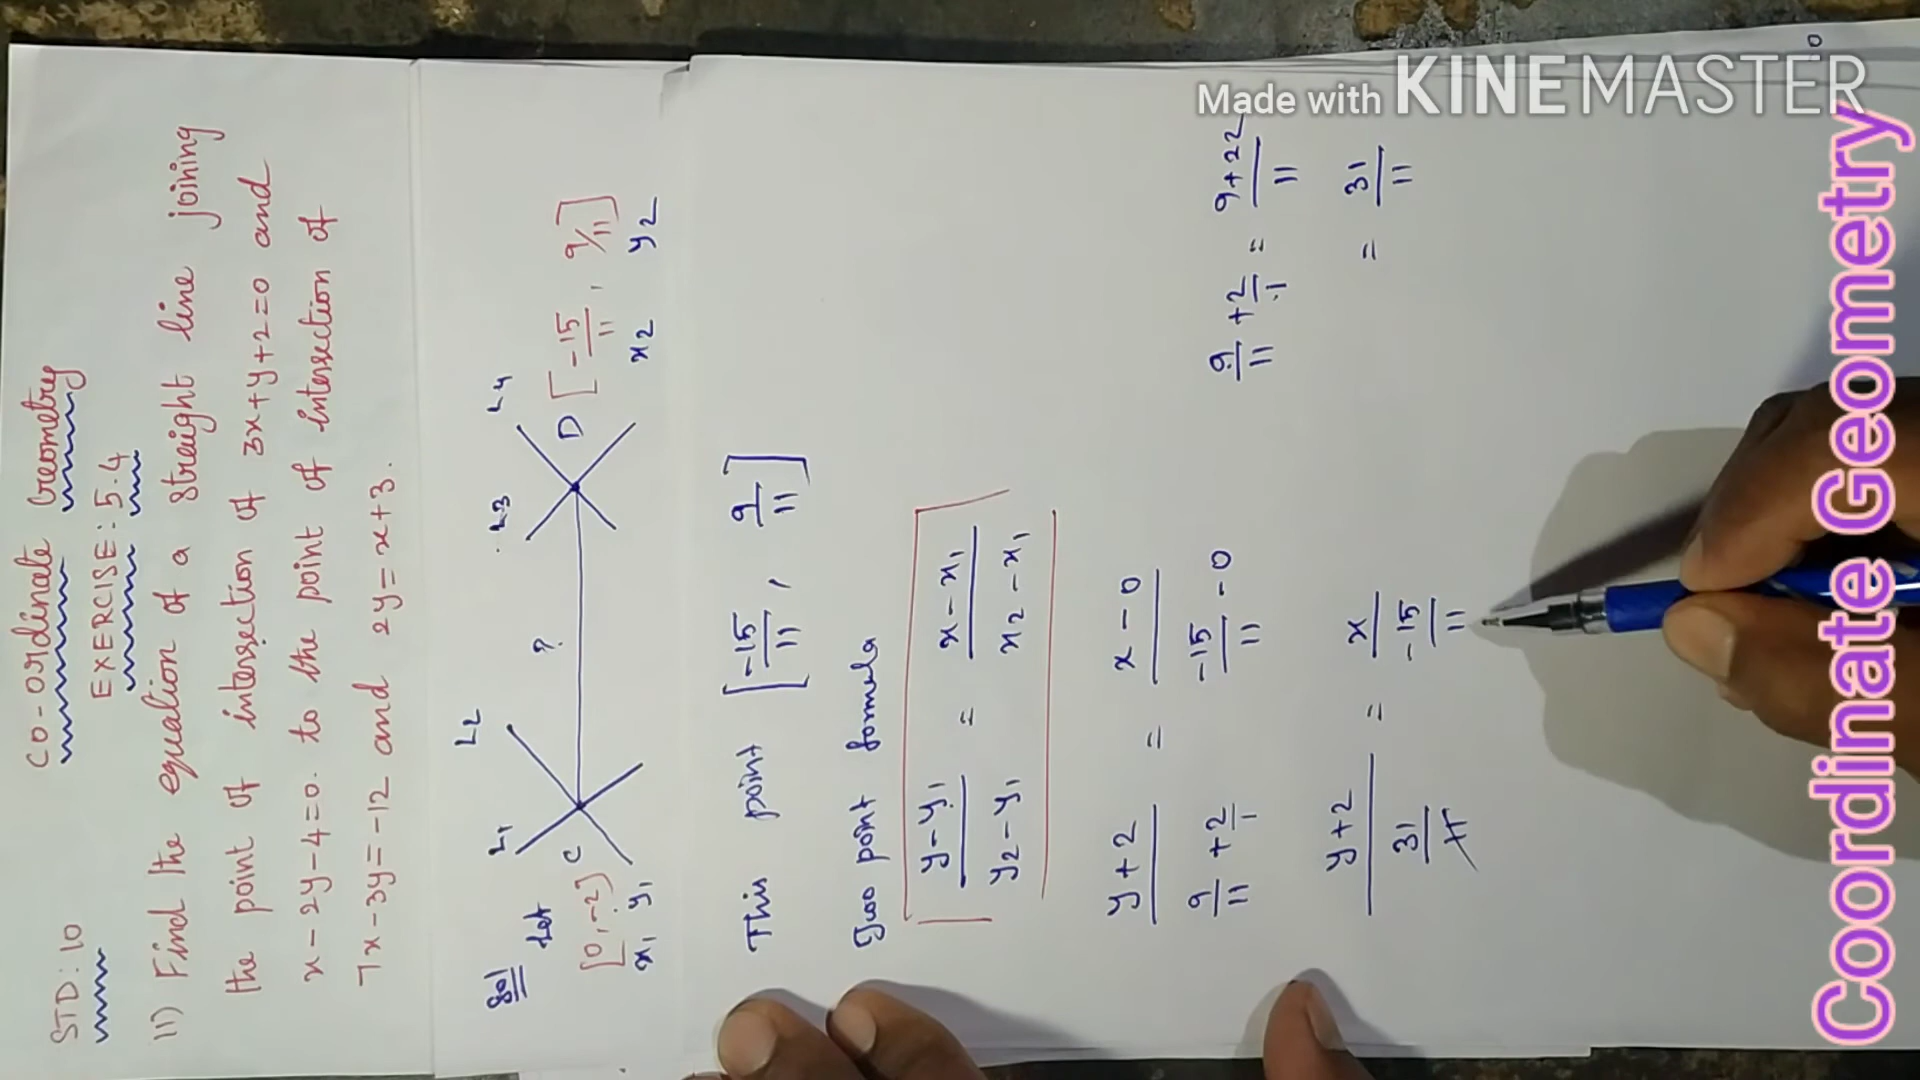 Made with KINEMASTER
Coordinate Geometry
CO-ordinate Geometry
STD: 10
EXERCISE: 5.4
11) Find the equation of a straight line joining
the point of intersection of 3x+y+2=0 and
x-2y-4=0. to the point of intersection of
7x-3y=-12 and 2y=x+3.
Sol
Let
L1 L2 L3 L4
C ? D
[0,-2] [-15/11, 9/11]
x1 y1 x2 y2
This point [-15/11, 9/11]
Two point formula
y-y1/y2-y1 = x-x1/x2-x1
y+2/9/11+2/1 = x-0/-15/11-0
9/11+2/1 = 9+22/11
y+2/31/11 = x/-15/11
= 31/11